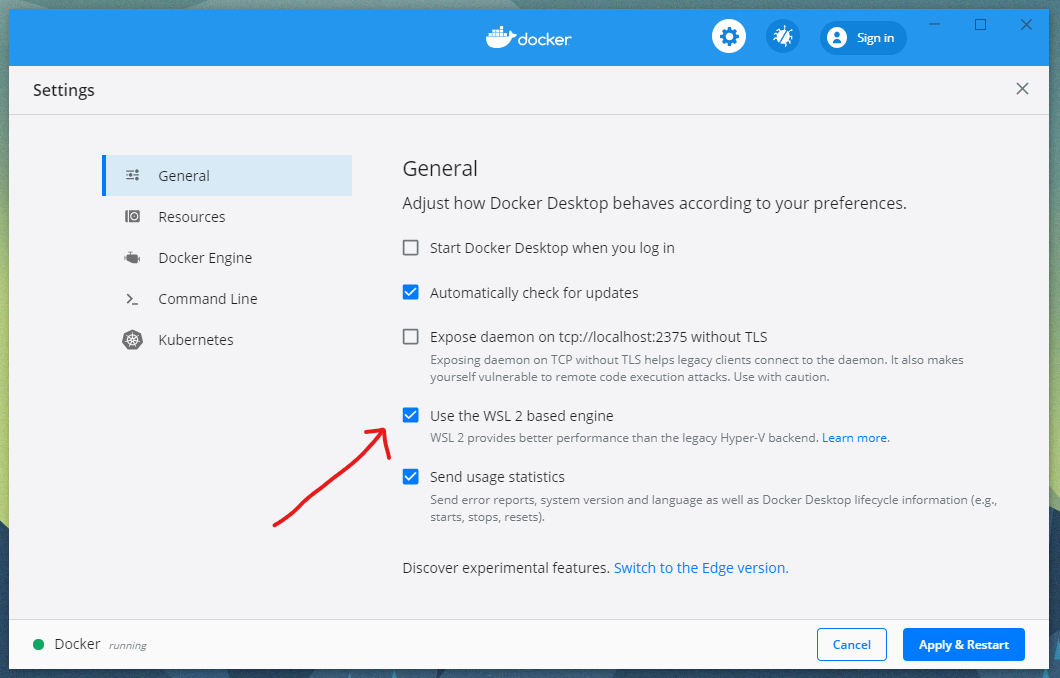 docker
Sign in
Settings
General
Resources
Docker Engine
Command Line
Kubernetes
General
Adjust how Docker Desktop behaves according to your preferences.
Start Docker Desktop when you log in
Automatically check for updates
Expose daemon on tcp://localhost:2375 without TLS
Exposing daemon on TCP without TLS helps legacy clients connect to the daemon. It also makes
yourself vulnerable to remote code execution attacks. Use with caution.
Use the WSL 2 based engine
WSL 2 provides better performance than the legacy Hyper-V backend. Learn more.
Send usage statistics
Send error reports, system version and language as well as Docker Desktop lifecycle information (e.g.,
starts, stops, resets).
Discover experimental features. Switch to the Edge version.
Docker running
Cancel
Apply & Restart